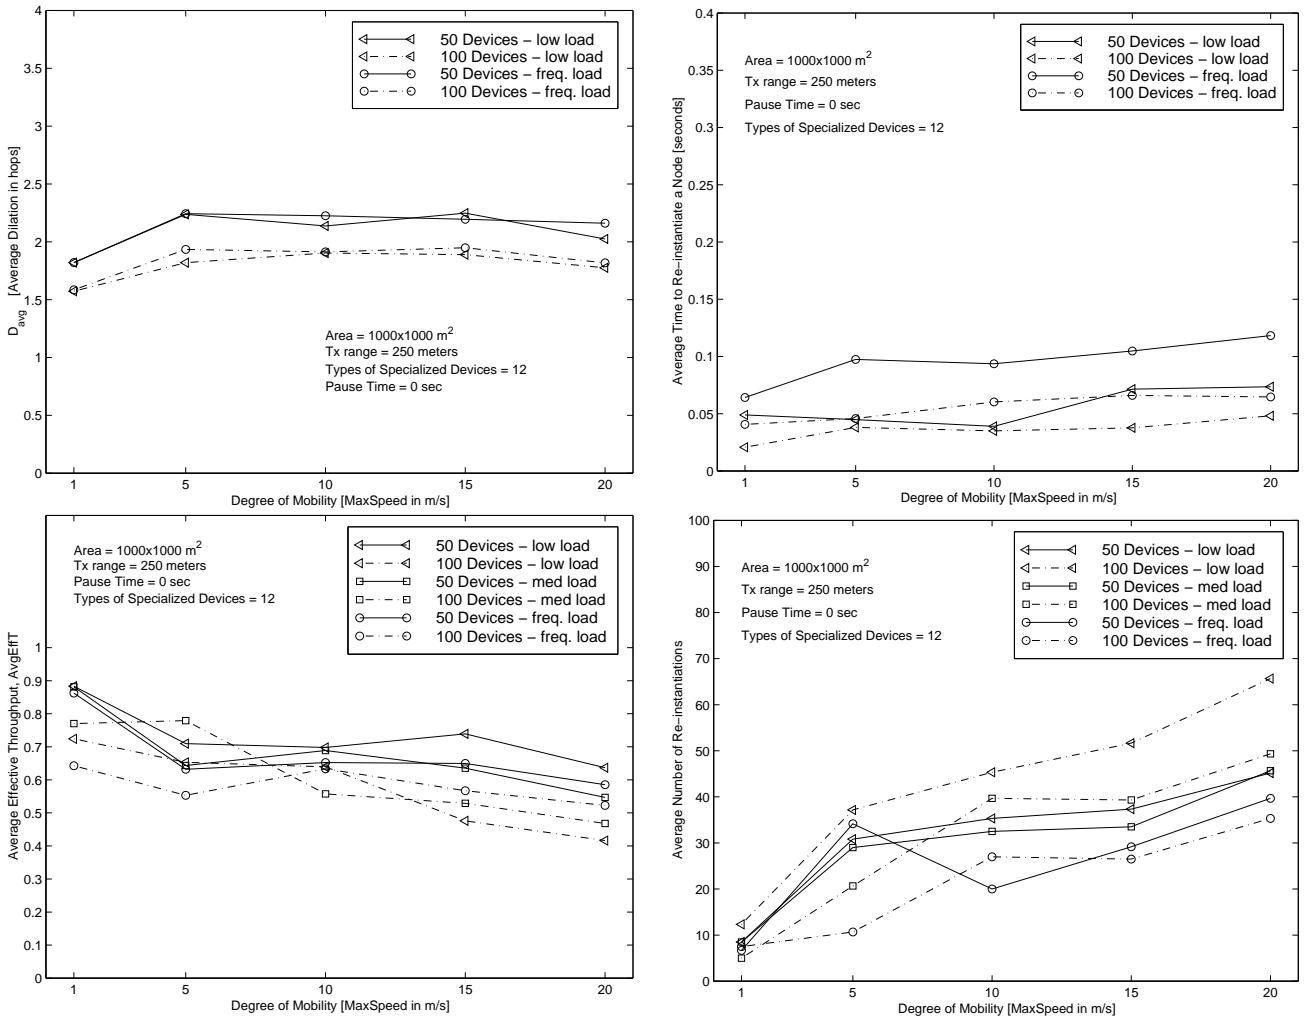 4
3.5
3
2.5
2
1.5
1
0.5
0
D_avg [Average Dilation in hops]
50 Devices − low load
100 Devices − low load
50 Devices − freq. load
100 Devices − freq. load
Area = 1000x1000 m^2
Tx range = 250 meters
Types of Specialized Devices = 12
Pause Time = 0 sec
1 5 10 15 20
Degree of Mobility [MaxSpeed in m/s]
0.4
0.35
0.3
0.25
0.2
0.15
0.1
0.05
0
Average Time to Re−instantiate a Node [seconds]
Area = 1000x1000 m^2
Tx range = 250 meters
Pause Time = 0 sec
Types of Specialized Devices = 12
50 Devices − low load
100 Devices − low load
50 Devices − freq. load
100 Devices − freq. load
1 5 10 15 20
Degree of Mobility [MaxSpeed in m/s]
1
0.9
0.8
0.7
0.6
0.5
0.4
0.3
0.2
0.1
0
Average Effective Throughput, AvgEffT
Area = 1000x1000 m^2
Tx range = 250 meters
Pause Time = 0 sec
Types of Specialized Devices = 12
50 Devices − low load
100 Devices − low load
50 Devices − med load
100 Devices − med load
50 Devices − freq. load
100 Devices − freq. load
1 5 10 15 20
Degree of Mobility [MaxSpeed in m/s]
100
90
80
70
60
50
40
30
20
10
0
Average Number of Re−instantiations
Area = 1000x1000 m^2
Tx range = 250 meters
Pause Time = 0 sec
Types of Specialized Devices = 12
50 Devices − low load
100 Devices − low load
50 Devices − med load
100 Devices − med load
50 Devices − freq. load
100 Devices − freq. load
1 5 10 15 20
Degree of Mobility [MaxSpeed in m/s]